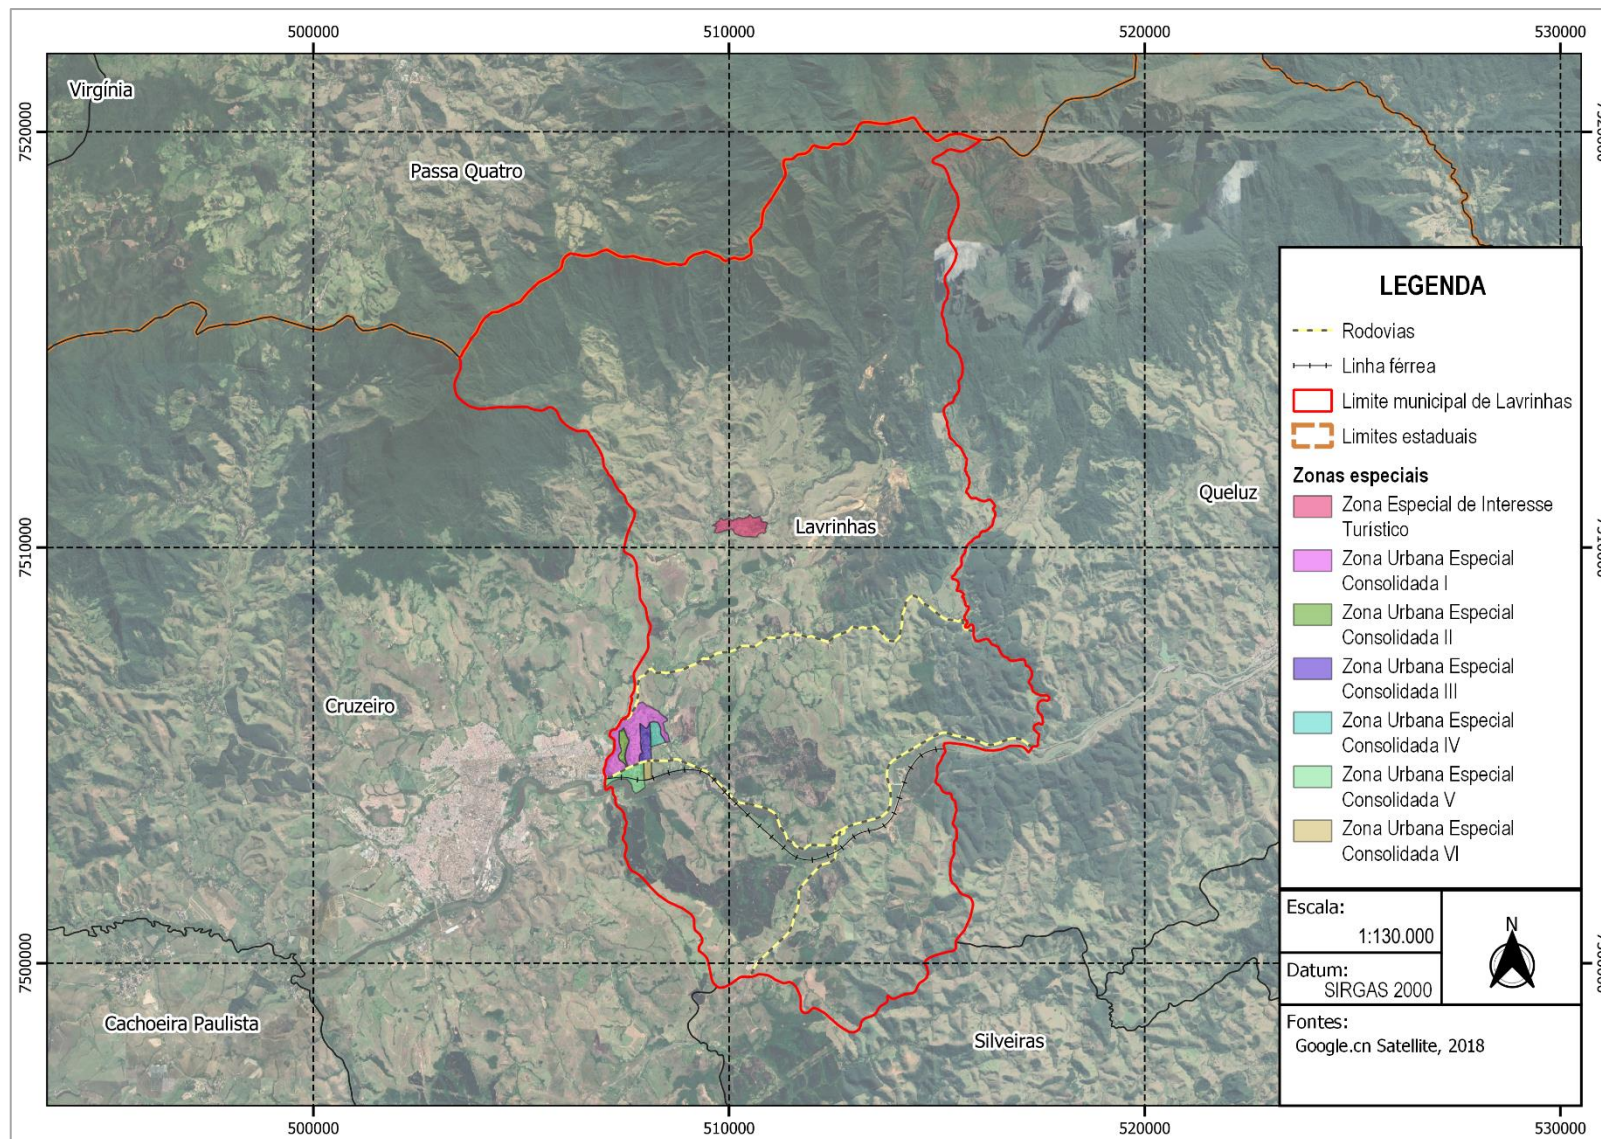 500000
510000
520000
530000
Virgínia
7520000
7520000
Passa Quatro
LEGENDA
Rodovias
Linha férrea
Limite municipal de Lavrinhas
Limites estaduais
Zonas especiais
Zona Especial de Interesse
Turístico
Zona Urbana Especial
Consolidada I
Zona Urbana Especial
Consolidada II
Zona Urbana Especial
Consolidada III
Zona Urbana Especial
Consolidada IV
Zona Urbana Especial
Consolidada V
Zona Urbana Especial
Consolidada VI
Queluz
Lavrinhas
7510000
7510000
Cruzeiro
Escala:
1:130.000
N
Datum:
SIRGAS 2000
7500000
7500000
Fontes:
Google.cn Satellite, 2018
Cachoeira Paulista
Silveiras
500000
510000
520000
530000